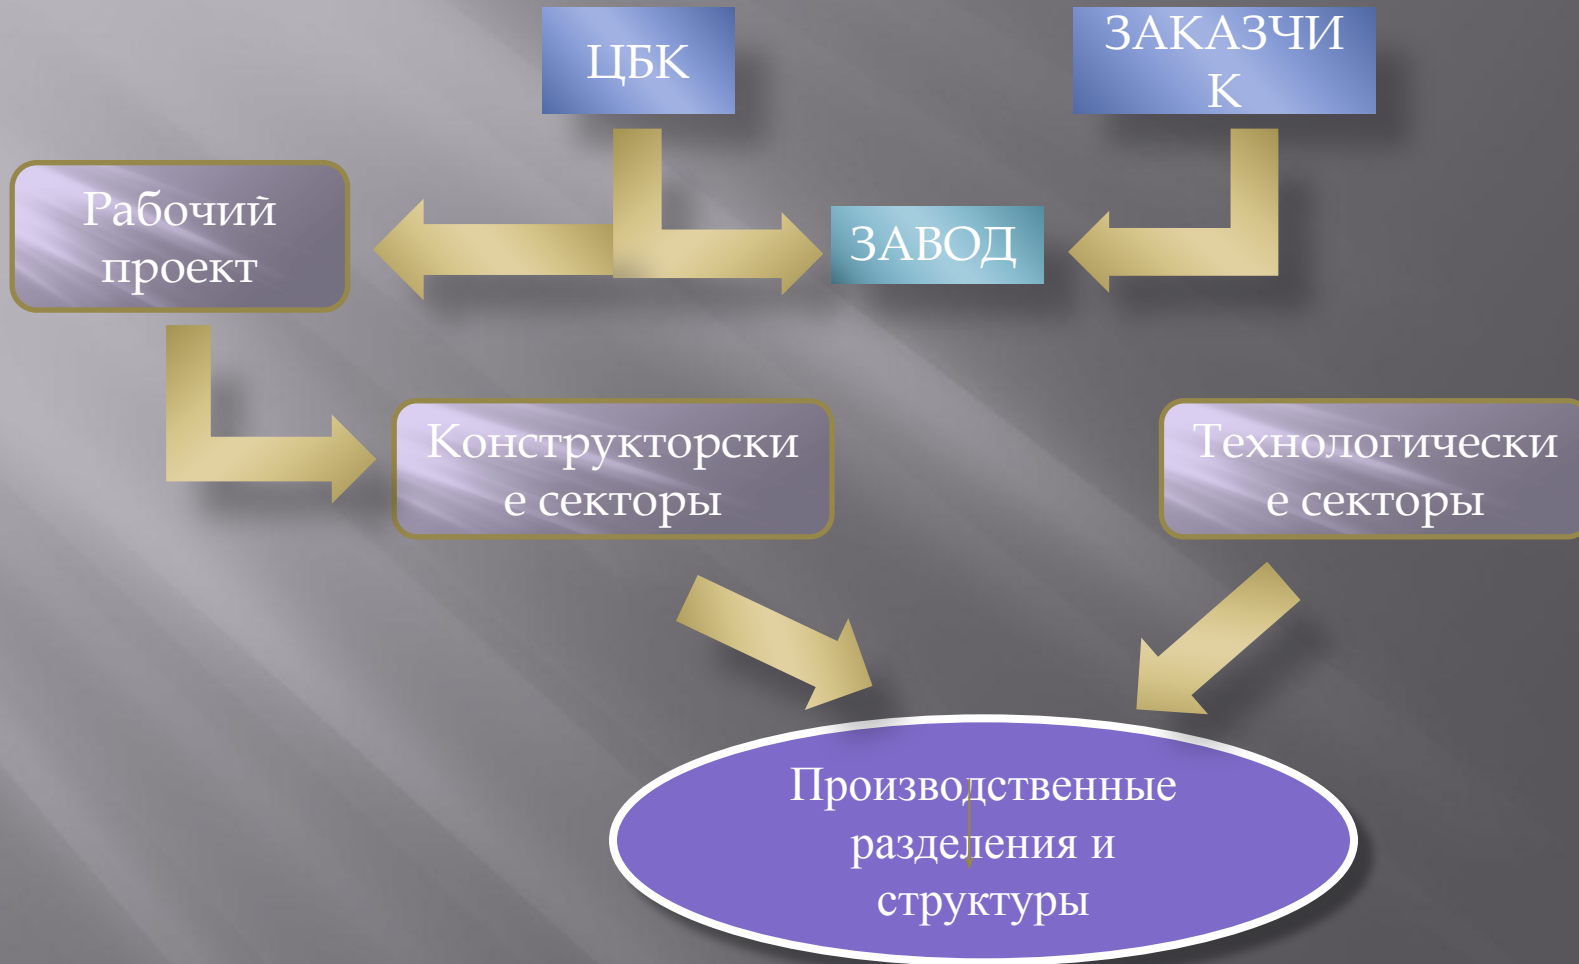 ЦБК
ЗАКАЗЧИ
К
Рабочий
проект
ЗАВОД
Конструкторски
е секторы
Технологически
е секторы
Производственные
разделения и
структуры